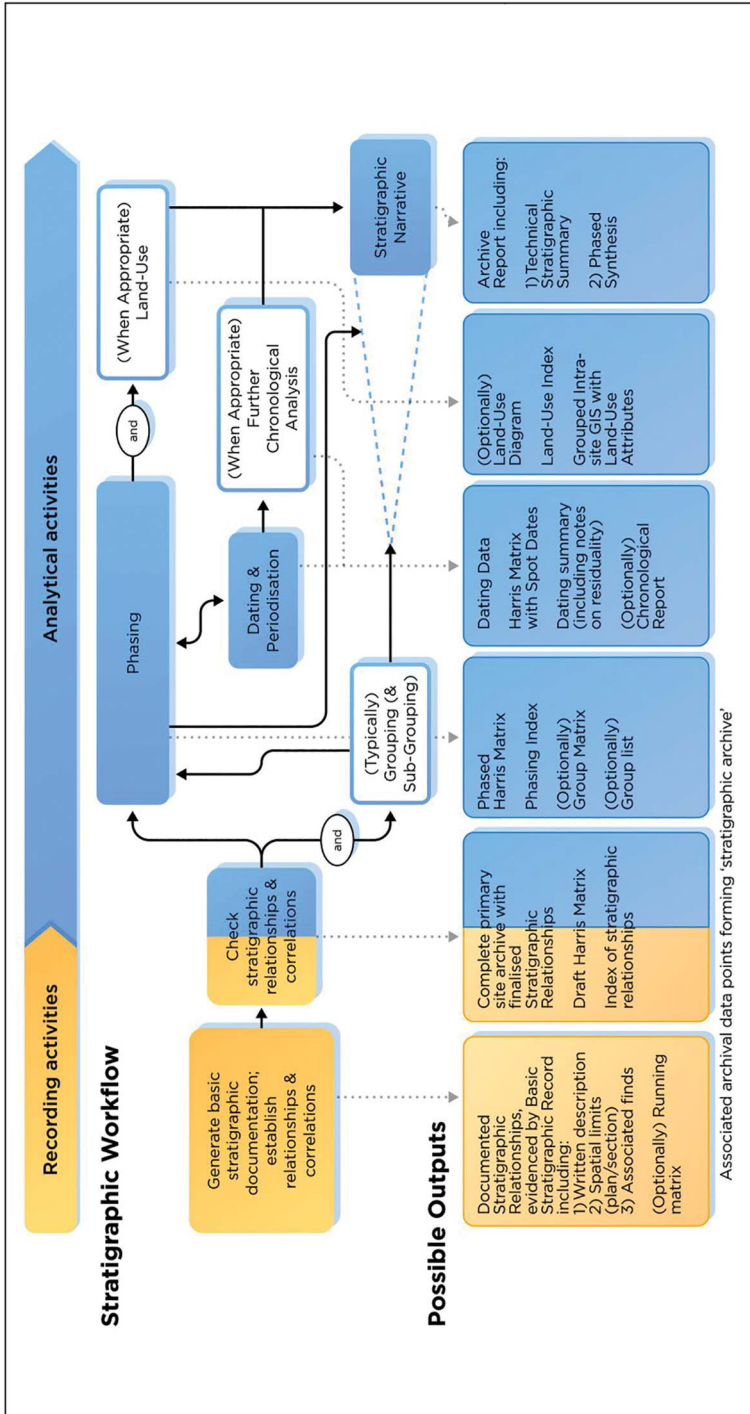 Recording activities
Analytical activities
Stratigraphic Workflow
Generate basic
stratigraphic
documentation;
establish
relationships &
correlations
Check
stratigraphic
relationships &
correlations
and
Phasing
and
(When Appropriate)
Land-Use
Dating &
Periodisation
(When Appropriate)
Further
Chronological
Analysis
(Typically)
Grouping (&
Sub-Grouping)
Stratigraphic
Narrative
Possible Outputs
Documented
Stratigraphic
Relationships,
evidenced by Basic
Stratigraphic Record
including:
1) Written description
2) Spatial limits
(plan/section)
3) Associated finds
(Optionally) Running
matrix
Complete primary
site archive with
finalised
Stratigraphic
Relationships
Draft Harris Matrix
Index of stratigraphic
relationships
Phased
Harris Matrix
Phasing Index
(Optionally)
Group Matrix
(Optionally)
Group list
Dating Data
Harris Matrix
with Spot Dates
Dating summary
(including notes
on residuality)
(Optionally)
Chronological
Report
(Optionally)
Land-Use
Diagram
Land-Use Index
Grouped Intra-
site GIS with
Land-Use
Attributes
Archive
Report including:
1) Technical
Stratigraphic
Summary
2) Phased
Synthesis
Associated archival data points forming ‘stratigraphic archive’